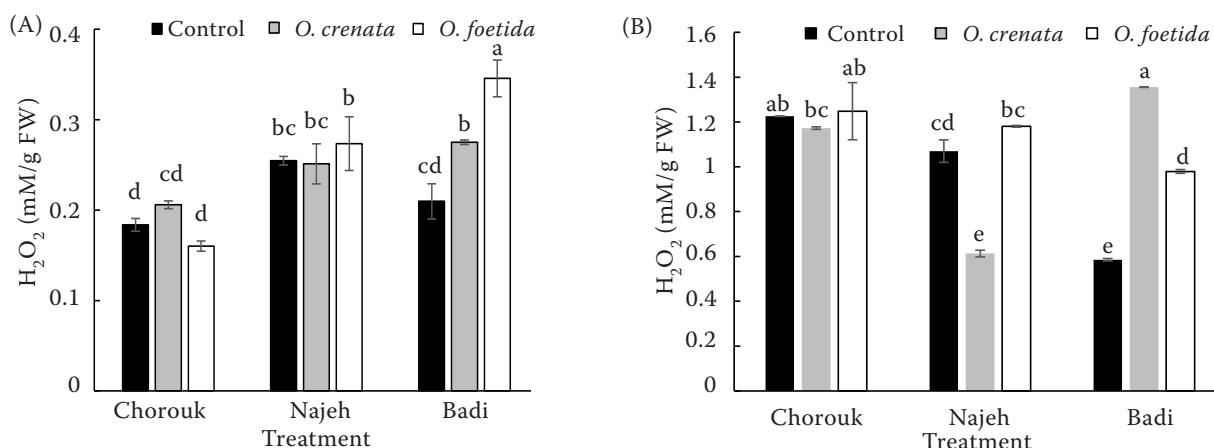 (A)
0.4
Control O. crenata O. foetida
a
0.3
b
bc bc
b
cd
cd
0.2
d
d
0.1
0
H₂O₂ (mM/g FW)
Chorouk Najeh Badi
Treatment
(B)
1.6
Control O. crenata O. foetida
1.4
ab
a
ab bc
1.2
cd
bc
1
d
0.8
0.6
e
e
0.4
0.6
0.2
0
H₂O₂ (mM/g FW)
Chorouk Najeh Badi
Treatment